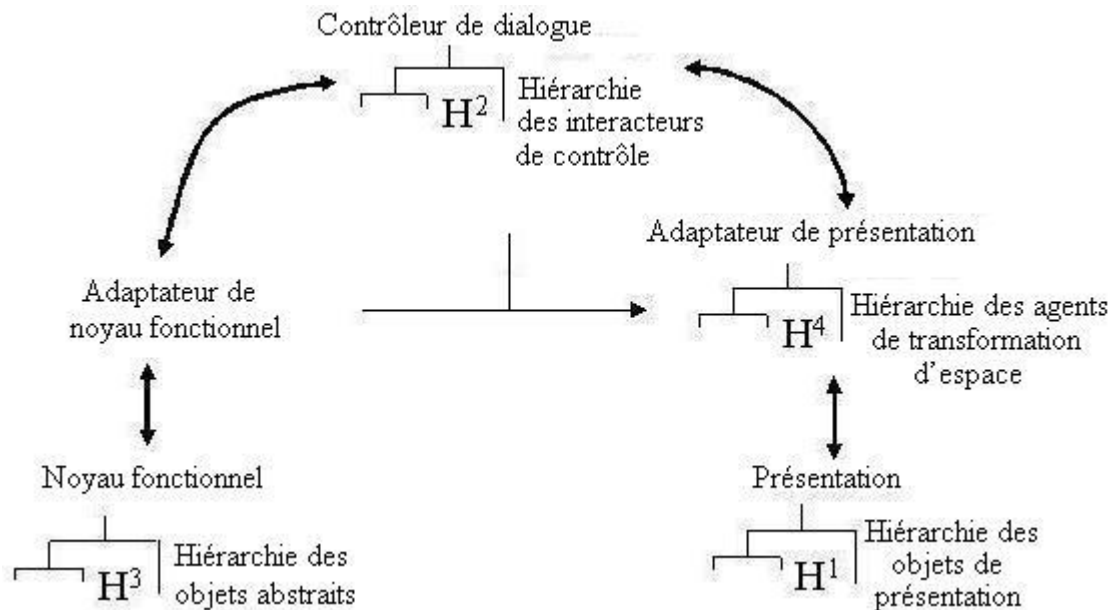 Contrôleur de dialogue
H²
Hiérarchie
des interacteurs
de contrôle
Adaptateur de
noyau fonctionnel
Adaptateur de présentation
H⁴
Hiérarchie des agents
de transformation
d'espace
Noyau fonctionnel
H³
Hiérarchie des
objets abstraits
Présentation
H¹
Hiérarchie des
objets de
présentation